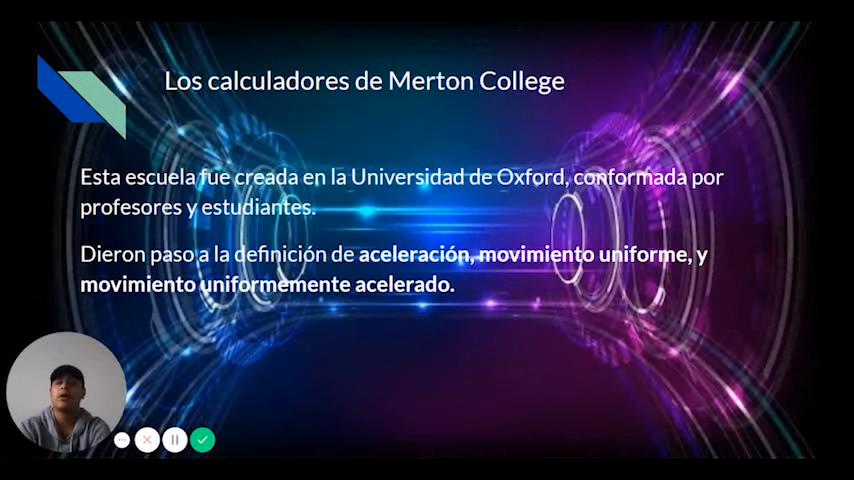 Los calculadores de Merton College
Esta escuela fue creada en la Universidad de Oxford, conformada por
profesores y estudiantes.
Dieron paso a la definición de aceleración, movimiento uniforme, y
movimiento uniformemente acelerado.